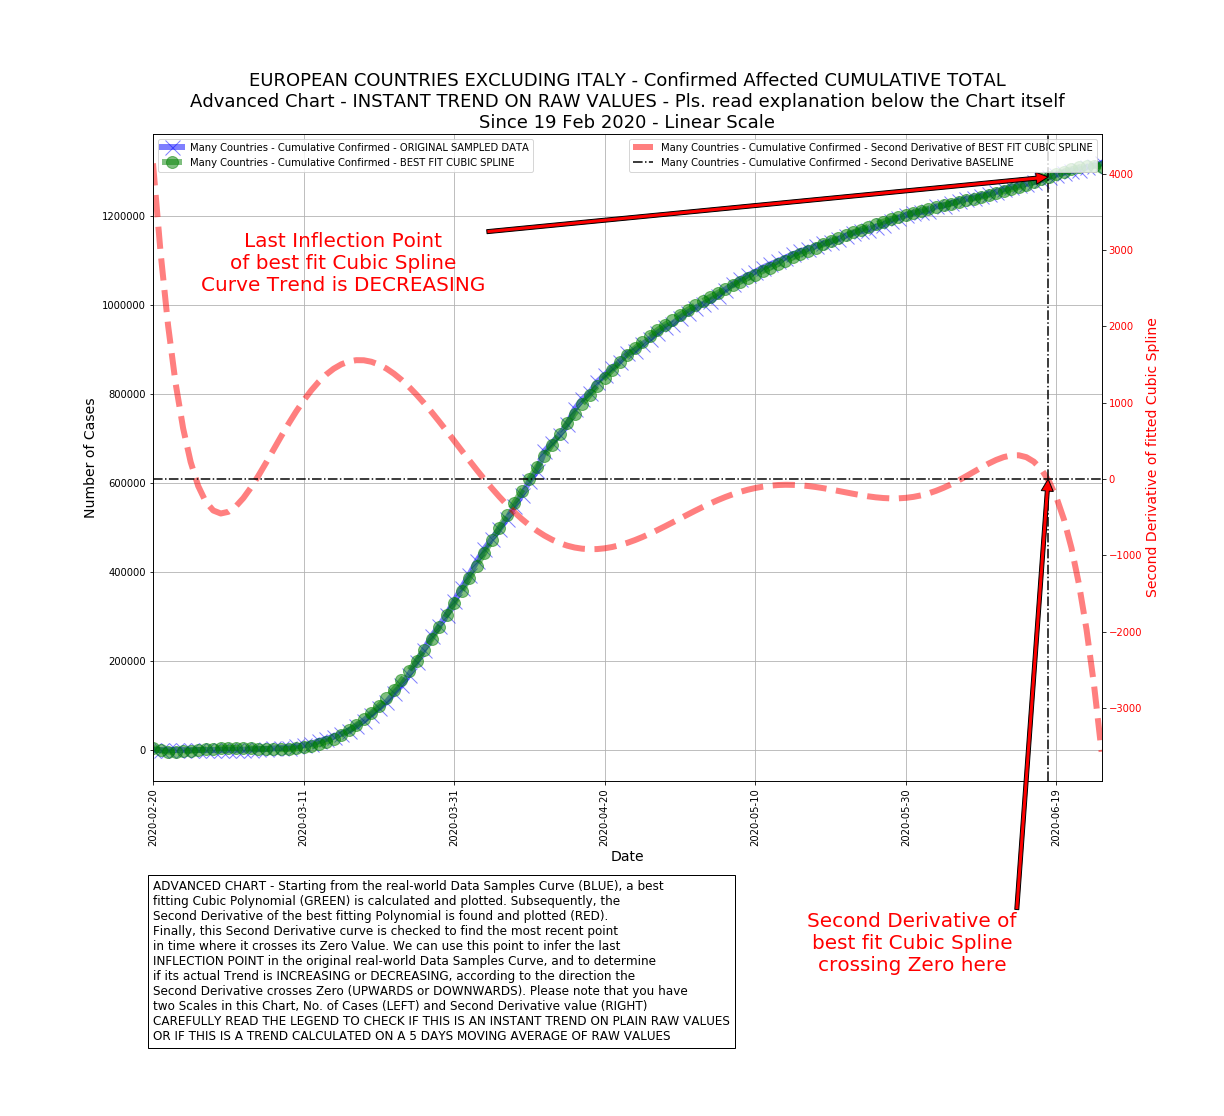 EUROPEAN COUNTRIES EXCLUDING ITALY - Confirmed Affected CUMULATIVE TOTAL
Advanced Chart - INSTANT TREND ON RAW VALUES - Pls. read explanation below the Chart itself
Since 19 Feb 2020 - Linear Scale
Many Countries - Cumulative Confirmed - ORIGINAL SAMPLED DATA
Many Countries - Cumulative Confirmed - BEST FIT CUBIC SPLINE
Many Countries - Cumulative Confirmed - Second Derivative of BEST FIT CUBIC SPLINE
Many Countries - Cumulative Confirmed - Second Derivative BASELINE
Last Inflection Point
of best fit Cubic Spline
Curve Trend is DECREASING
Number of Cases
1200000
1000000
800000
600000
400000
200000
0
4000
3000
2000
1000
0
−1000
−2000
−3000
Second Derivative of fitted Cubic Spline
2020-02-20
2020-03-11
2020-03-31
2020-04-20
2020-05-10
2020-05-30
2020-06-19
Date
ADVANCED CHART - Starting from the real-world Data Samples Curve (BLUE), a best
fitting Cubic Polynomial (GREEN) is calculated and plotted. Subsequently, the
Second Derivative of the best fitting Polynomial is found and plotted (RED).
Finally, this Second Derivative curve is checked to find the most recent point
in time where it crosses its Zero Value. We can use this point to infer the last
INFLECTION POINT in the original real-world Data Samples Curve, and to determine
if its actual Trend is INCREASING or DECREASING, according to the direction the
Second Derivative crosses Zero (UPWARDS or DOWNWARDS). Please note that you have
two Scales in this Chart, No. of Cases (LEFT) and Second Derivative value (RIGHT)
CAREFULLY READ THE LEGEND TO CHECK IF THIS IS AN INSTANT TREND ON PLAIN RAW VALUES
OR IF THIS IS A TREND CALCULATED ON A 5 DAYS MOVING AVERAGE OF RAW VALUES
Second Derivative of
best fit Cubic Spline
crossing Zero here